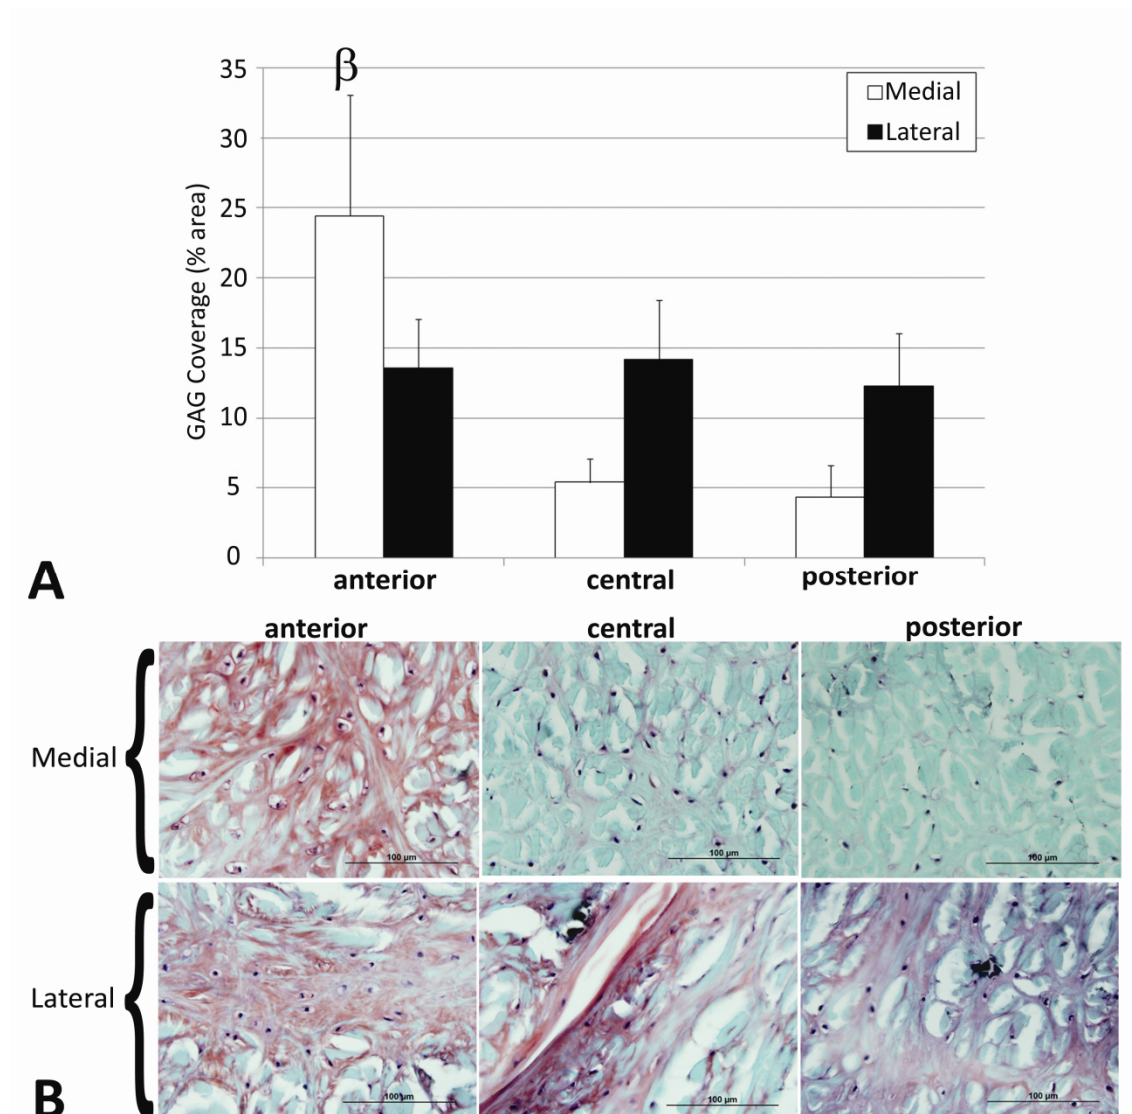 β
35
30
25
20
15
10
5
0
GAG Coverage (% area)
Medial
Lateral
anterior central posterior
A
anterior central posterior
Medial
100 µm 100 µm 100 µm
Lateral
100 µm 100 µm 100 µm
B